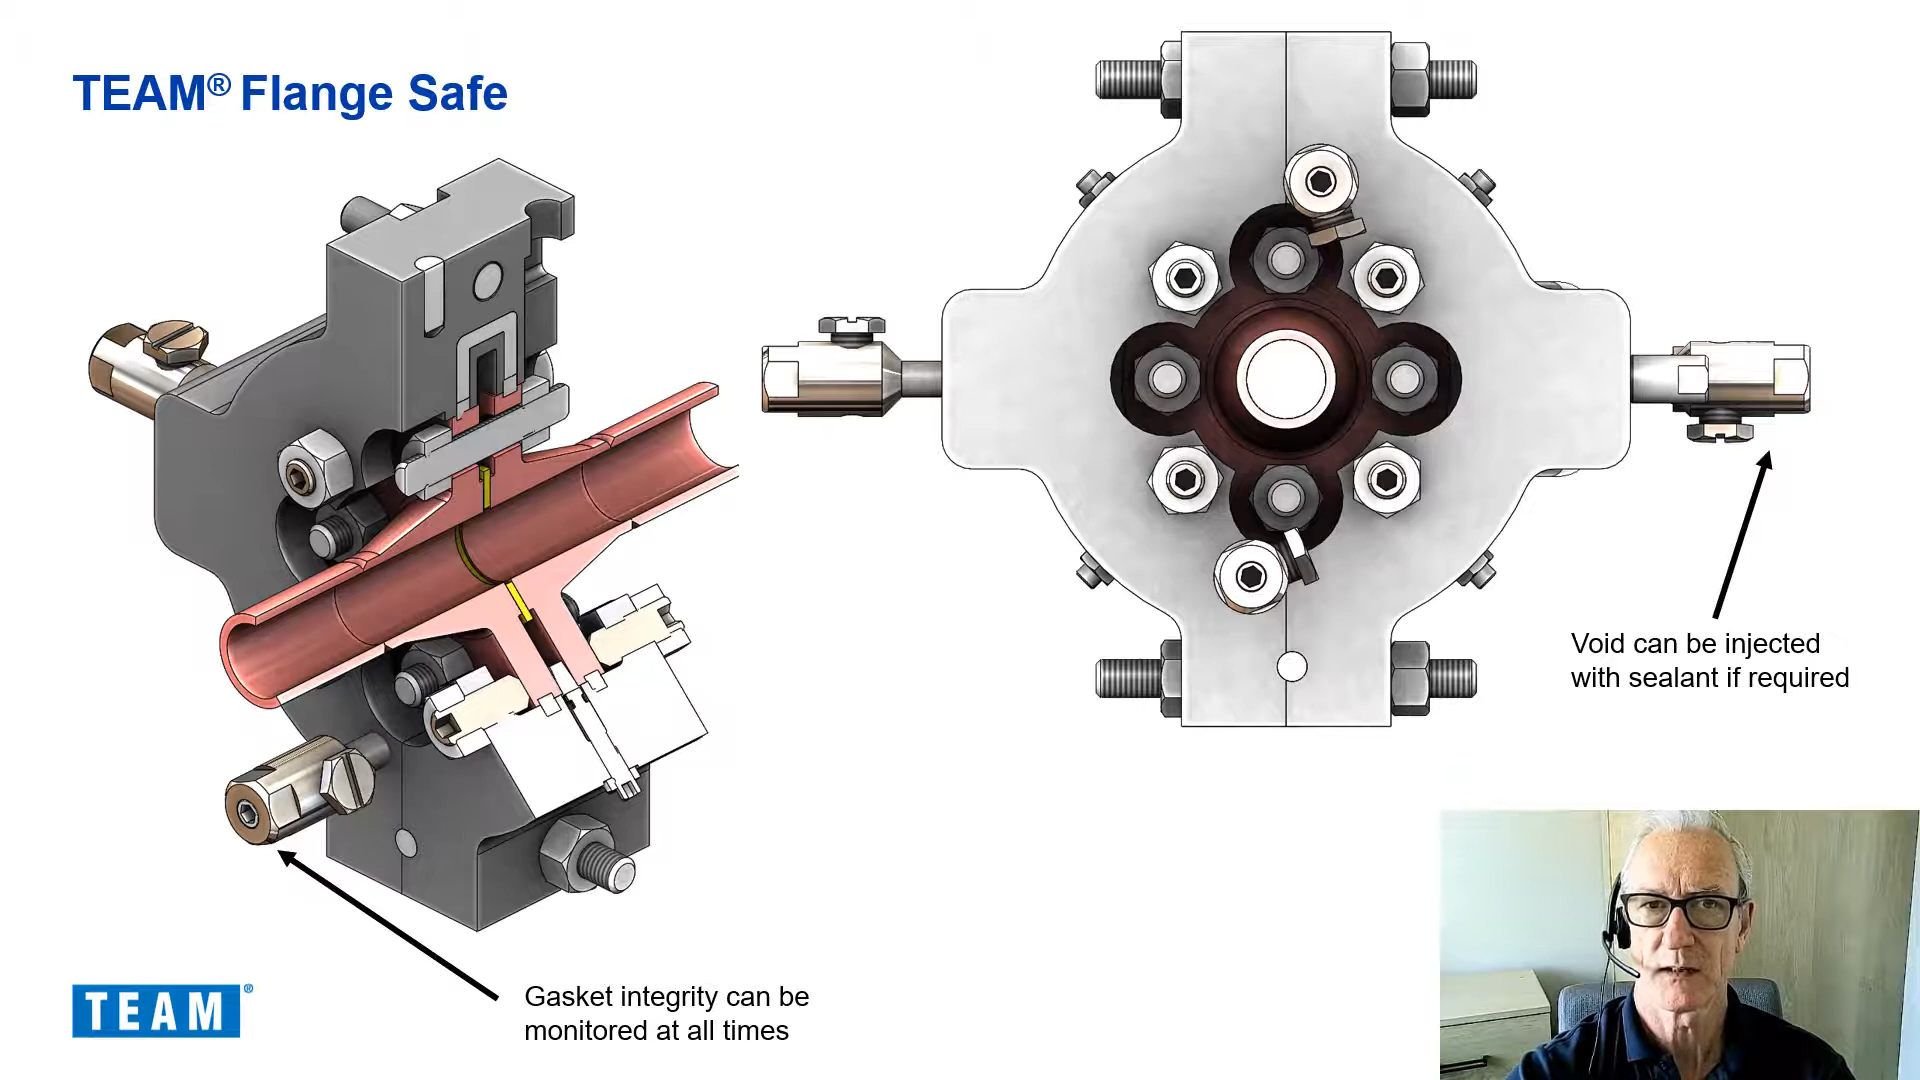 TEAM® Flange Safe
Void can be injected
with sealant if required
Gasket integrity can be
monitored at all times
TEAM®